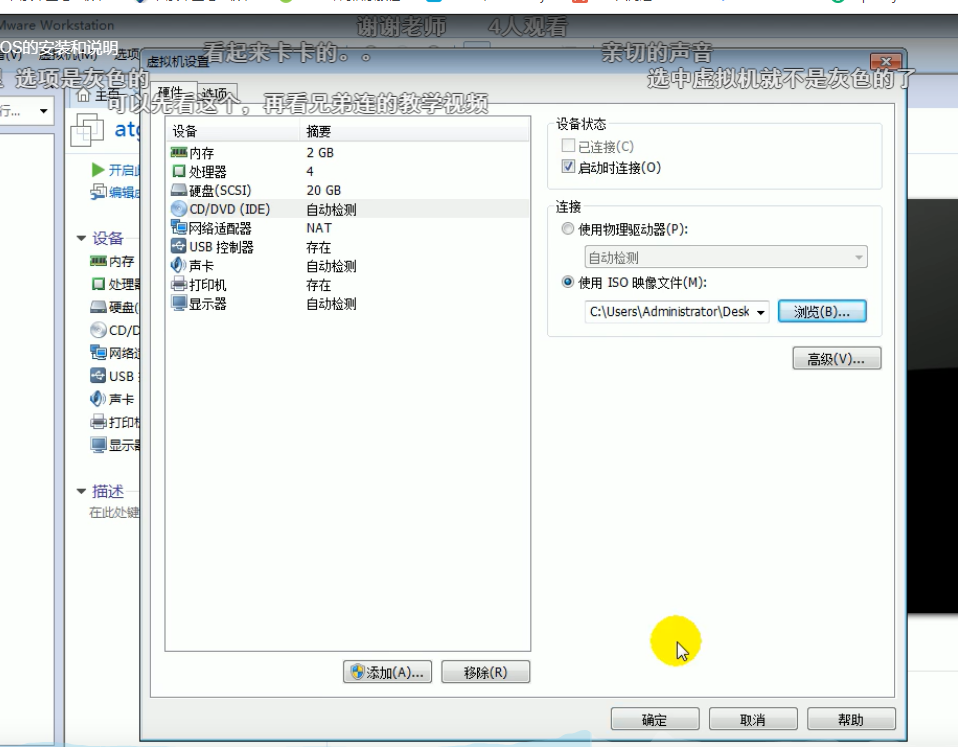 Mware Workstation
谢谢老师
4人观看
OS的安装和说明
看起来卡卡的。。
亲切的声音
选项是灰色的
选中虚拟机就不是灰色的了
可以先看这个，再看兄弟连的教学视频
虚拟机设置
硬件
选项
主页
行...
atg
开启此
编辑虚
设备
内存
处理器
硬盘(
CD/D
网络适
USB 控
声卡
打印机
显示器
描述
在此处键
设备 摘要
内存 2 GB
处理器 4
硬盘(SCSI) 20 GB
CD/DVD (IDE) 自动检测
网络适配器 NAT
USB 控制器 存在
声卡 自动检测
打印机 存在
显示器 自动检测
添加(A)...
移除(R)
设备状态
已连接(C)
启动时连接(O)
连接
使用物理驱动器(P):
自动检测
使用 ISO 映像文件(M):
C:\Users\Administrator\Desk
浏览(B)...
高级(V)...
确定
取消
帮助